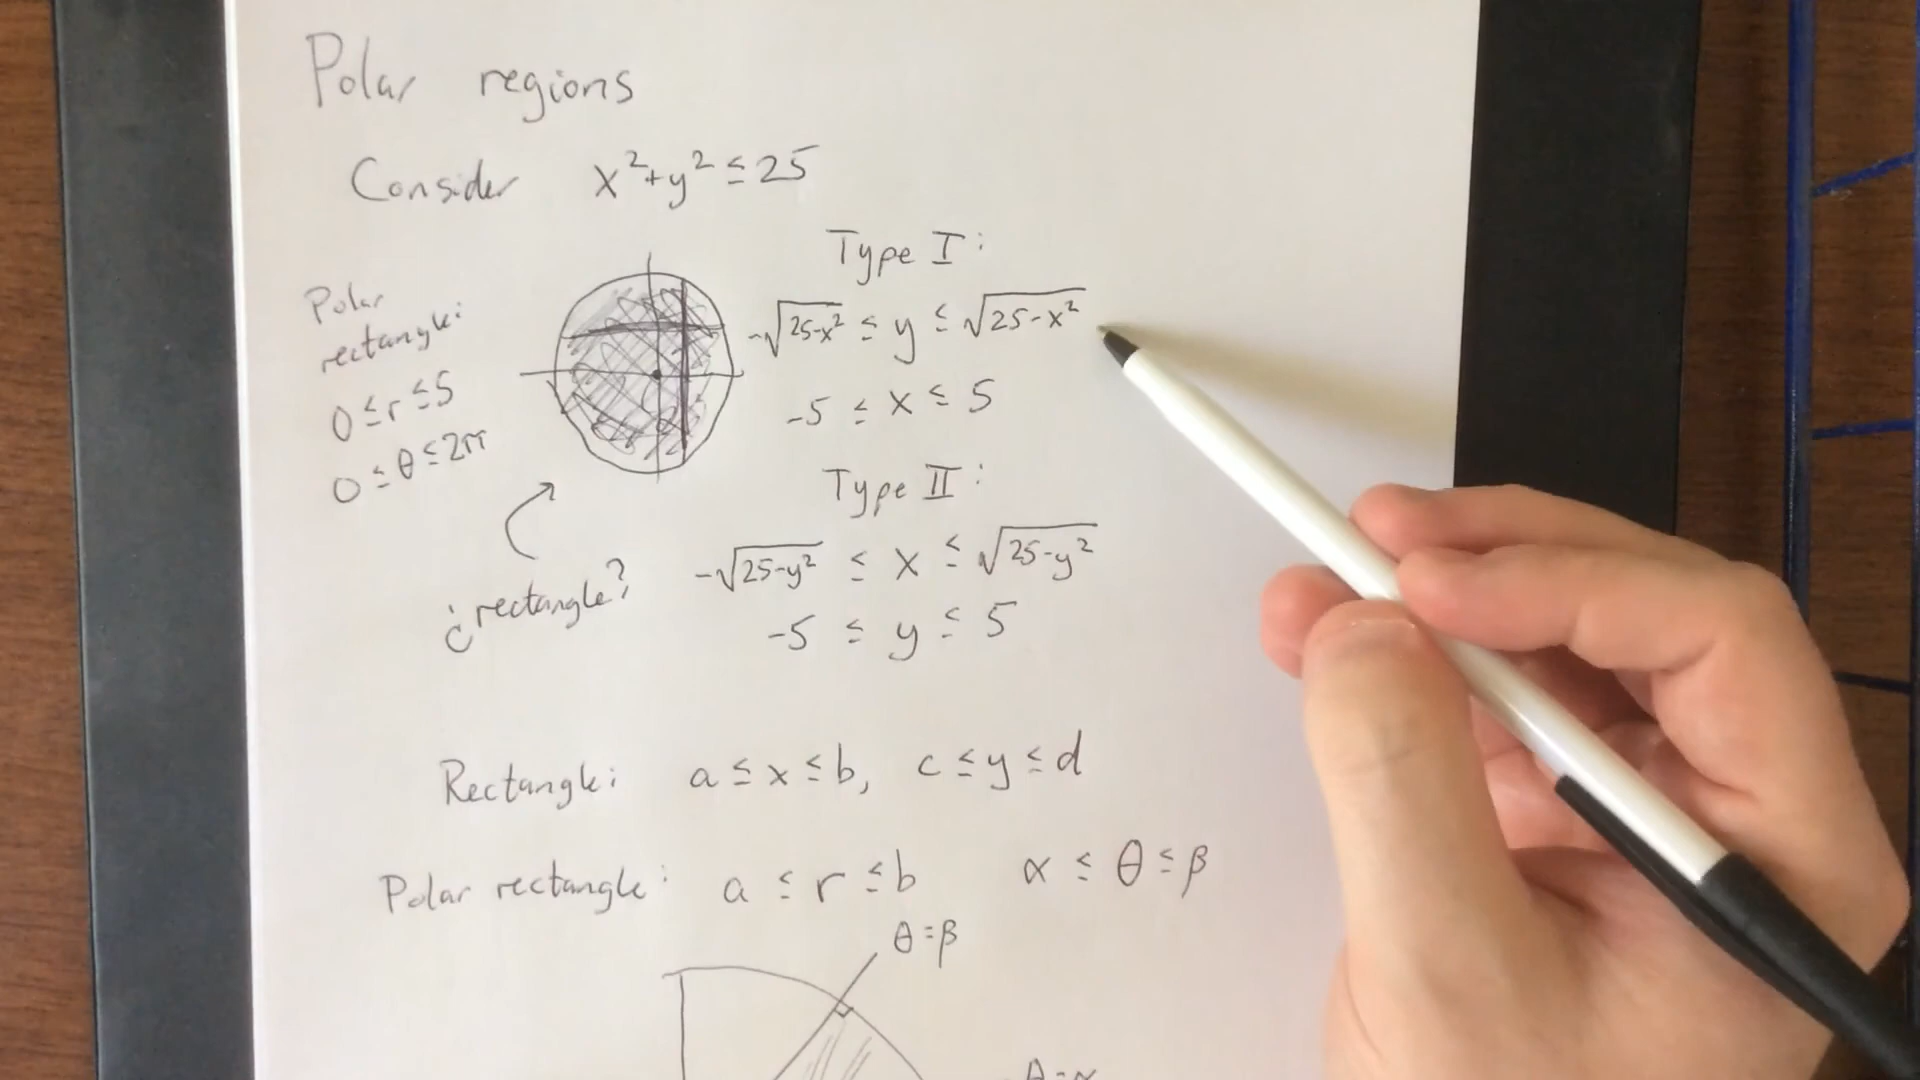 Polar regions
Consider x²+y² ≤ 25
Type I:
-√(25-x²) ≤ y ≤ √(25-x²)
-5 ≤ x ≤ 5
Polar
rectangle:
0 ≤ r ≤ 5
0 ≤ θ ≤ 2π
¿rectangle?
Type II:
-√(25-y²) ≤ x ≤ √(25-y²)
-5 ≤ y ≤ 5
Rectangle: a ≤ x ≤ b, c ≤ y ≤ d
Polar rectangle: a ≤ r ≤ b α ≤ θ ≤ β
θ = β
θ = α